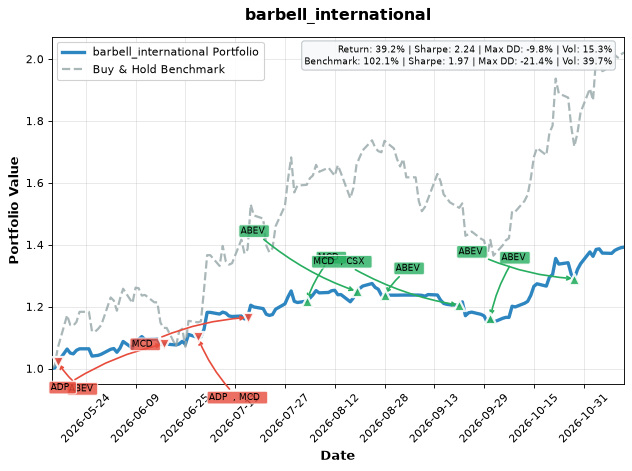 barbell_international
barbell_international Portfolio
Buy & Hold Benchmark
Return: 39.2% | Sharpe: 2.24 | Max DD: -9.8% | Vol: 15.3%
Benchmark: 102.1% | Sharpe: 1.97 | Max DD: -21.4% | Vol: 39.7%
Portfolio Value
2.0
1.8
1.6
1.4
1.2
1.0
ABEV
MCD , CSX
ABEV
ABEV
ABEV
MCD
ADP
ADP , MCD
2026-05-24
2026-06-09
2026-06-25
2026-07-27
2026-08-12
2026-08-28
2026-09-13
2026-09-29
2026-10-15
2026-10-31
Date